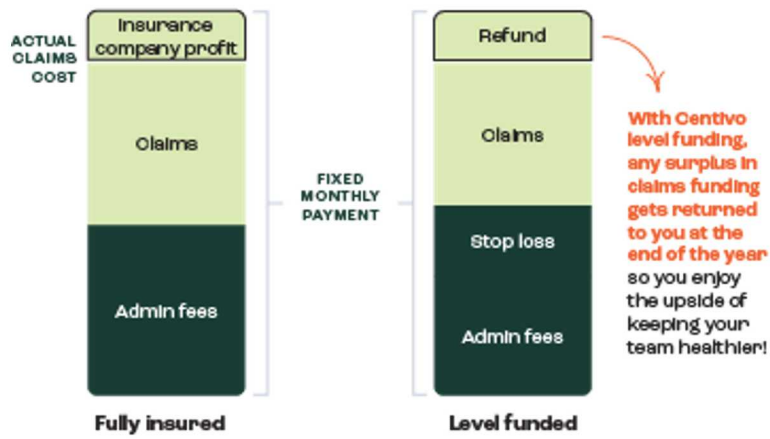 ACTUAL
CLAIMS
COST
Insurance
company profit
Claims
Admin fees
Fully insured
FIXED
MONTHLY
PAYMENT
Refund
Claims
Stop loss
Admin fees
Level funded
With Centivo
level funding,
any surplus in
claims funding
gets returned
to you at the
end of the year
so you enjoy
the upside of
keeping your
team healthier!